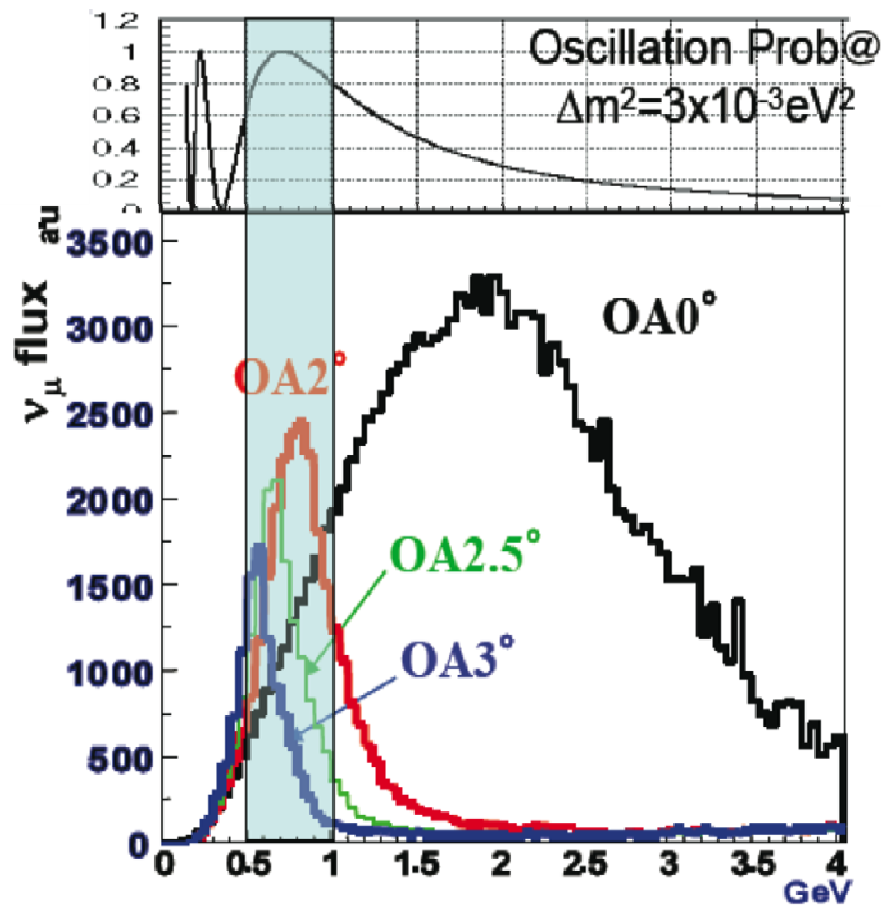 1.2
1
0.8
0.6
0.4
0.2
0
Oscillation Prob@
Δm²=3x10⁻³eV²
νμ flux a.u
3500
3000
2500
2000
1500
1000
500
0
OA0°
OA2°
OA2.5°
OA3°
0 0.5 1 1.5 2 2.5 3 3.5 4
GeV